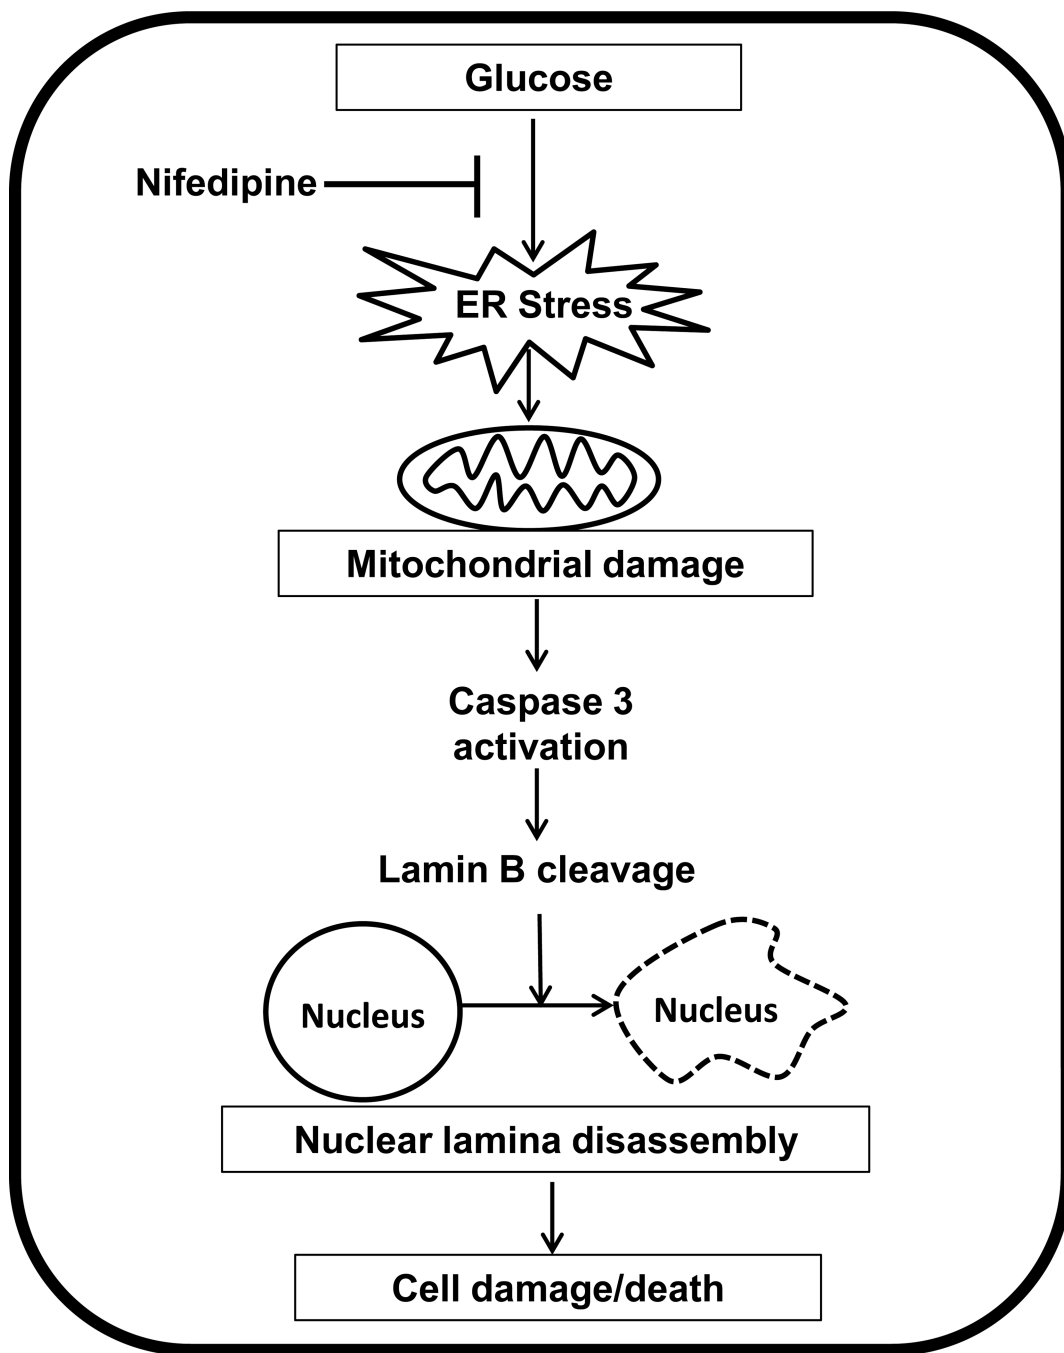 Glucose
Nifedipine
ER Stress
Mitochondrial damage
Caspase 3
activation
Lamin B cleavage
Nucleus
Nucleus
Nuclear lamina disassembly
Cell damage/death